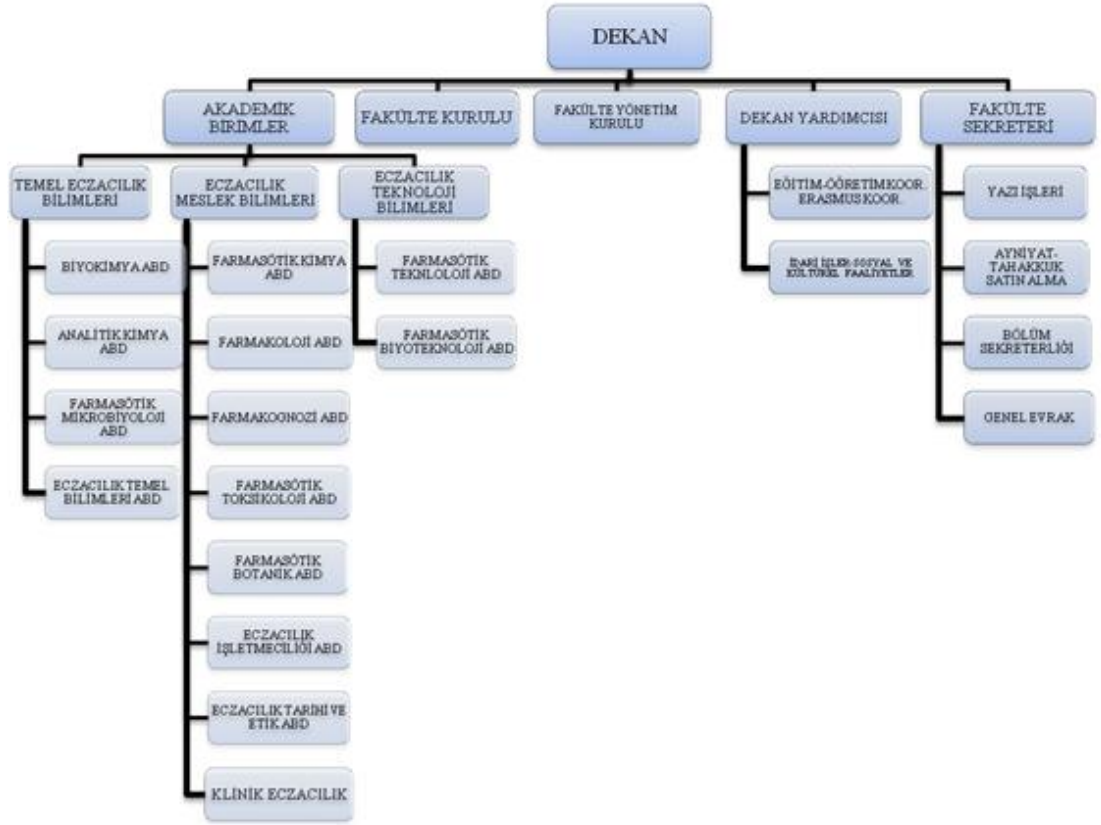 DEKAN
AKADEMİK
BİRİMLER
FAKÜLTE KURULU
FAKÜLTE YÖNETİM
KURULU
DEKAN YARDIMCISI
FAKÜLTE
SEKRETERİ
TEMEL ECZACILIK
BİLİMLERİ
ECZACILIK
MESLEK BİLİMLERİ
ECZACILIK
TEKNOLOJİ
BİLİMLERİ
BİYOKİMYA ABD
ANALİTİK KİMYA
ABD
FARMASÖTİK
MİKROBİYOLOJİ
ABD
ECZACILIK TEMEL
BİLİMLERİ ABD
FARMASÖTİK KİMYA
ABD
FARMAKOLOJİ ABD
FARMAKOGNOZİ ABD
FARMASÖTİK
TOKSİKOLOJİ ABD
FARMASÖTİK
BOTANİK ABD
ECZACILIK
İŞLETMECİLİĞİ ABD
ECZACILIK TARİHİ VE
ETİK ABD
KLİNİK ECZACILIK
FARMASÖTİK
TEKNLOLOJİ ABD
FARMASÖTİK
BİYOTEKNOLOJİ ABD
EĞİTİM-ÖĞRETİM KOOR.
ERASMUS KOOR.
İDARİ İŞLER-SOSYAL VE
KÜLTÜREL FAALİYETLER
YAZI İŞLERİ
AYNİYAT-
TAHAKKUK
SATIN ALMA
BÖLÜM
SEKRETERLİĞİ
GENEL EVRAK